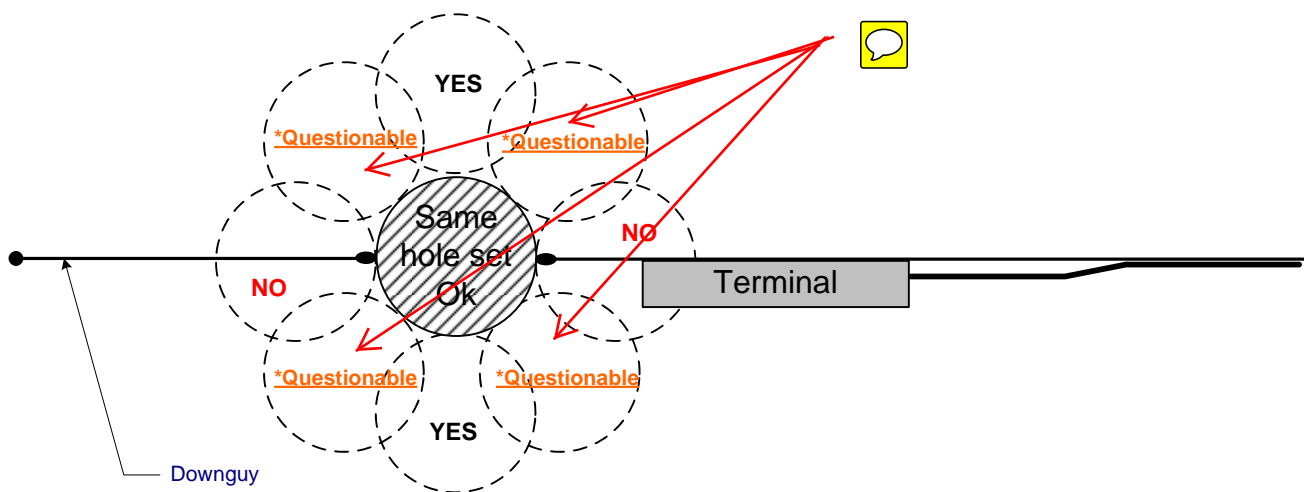 YES
*Questionable
*Questionable
Same
hole set
Ok
NO
NO
Terminal
*Questionable
*Questionable
YES
Downguy